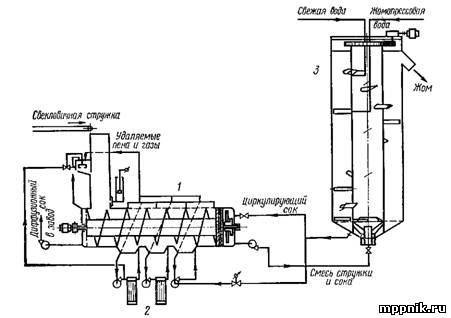 Свежая вода
Жомопрессовая
вода
3
Жом
Свекловичная стружка
Удаляемые
пена и газы
1
Циркулирующий
сок
Диффузионный
сок
в завод
Смесь стружки
и сока
2
mppnik.ru